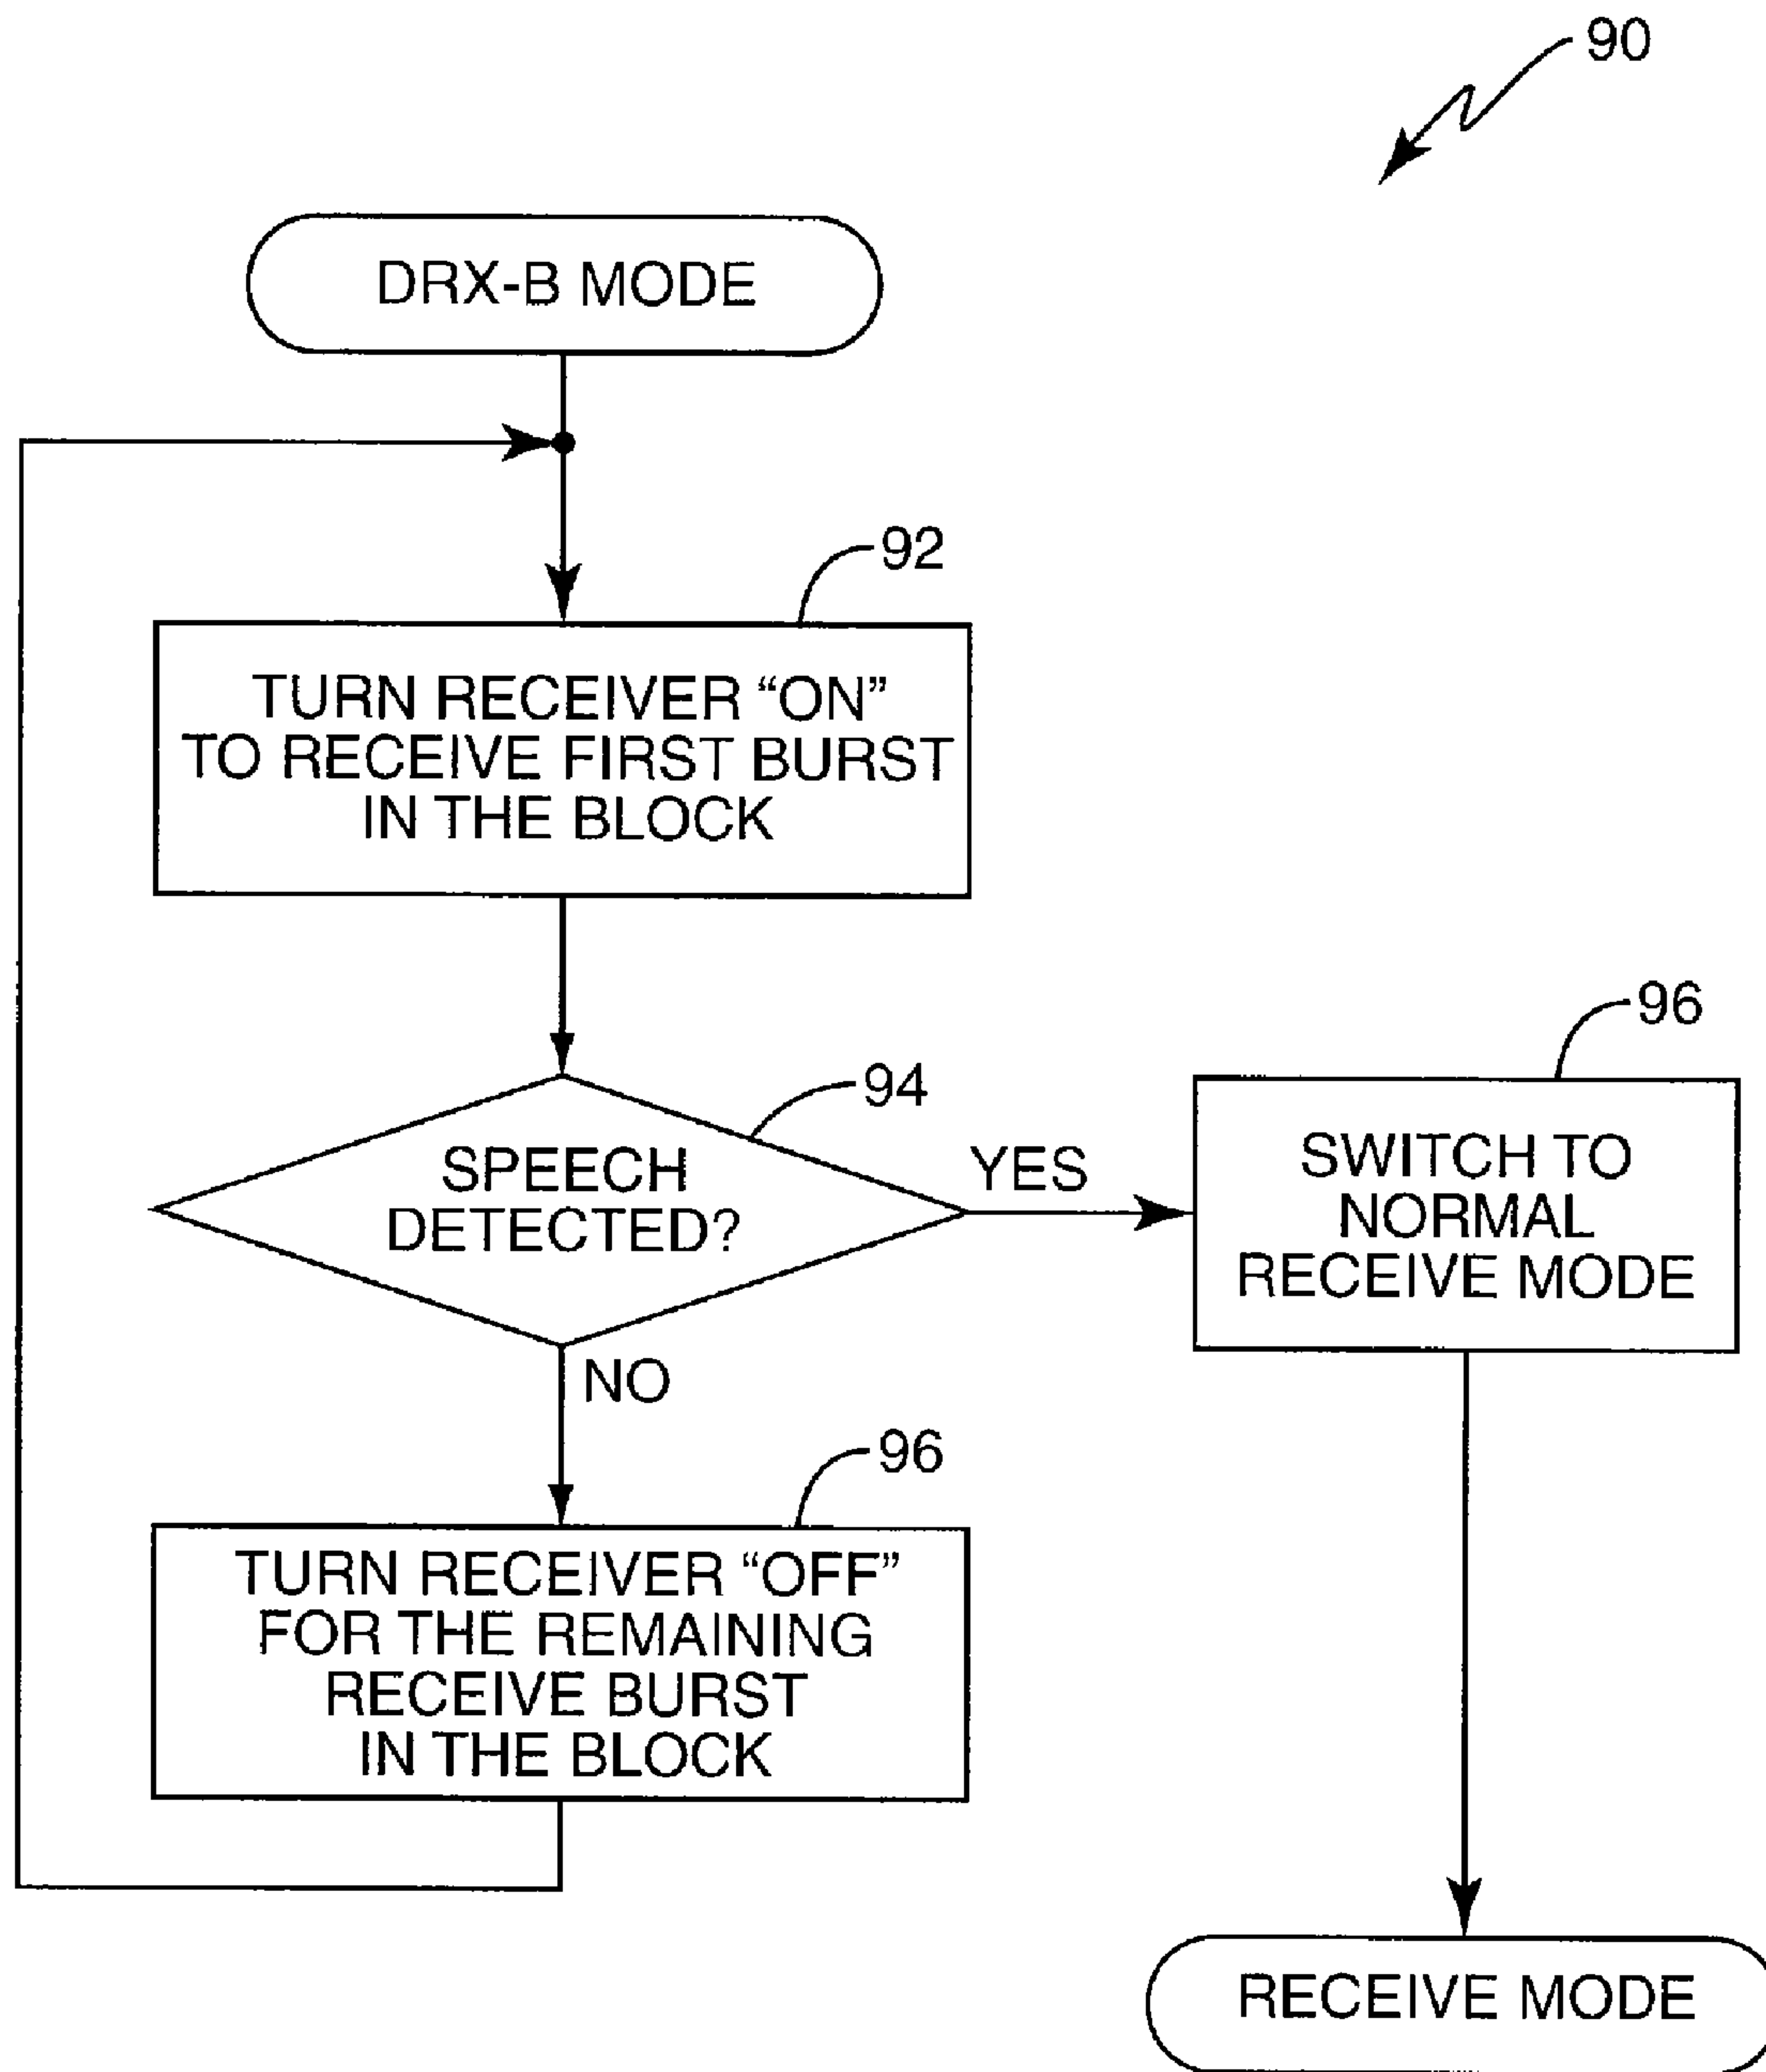 90
DRX-B MODE
92
TURN RECEIVER “ON”
TO RECEIVE FIRST BURST
IN THE BLOCK
94
SPEECH
DETECTED?
YES
96
SWITCH TO
NORMAL
RECEIVE MODE
NO
96
TURN RECEIVER “OFF”
FOR THE REMAINING
RECEIVE BURST
IN THE BLOCK
RECEIVE MODE